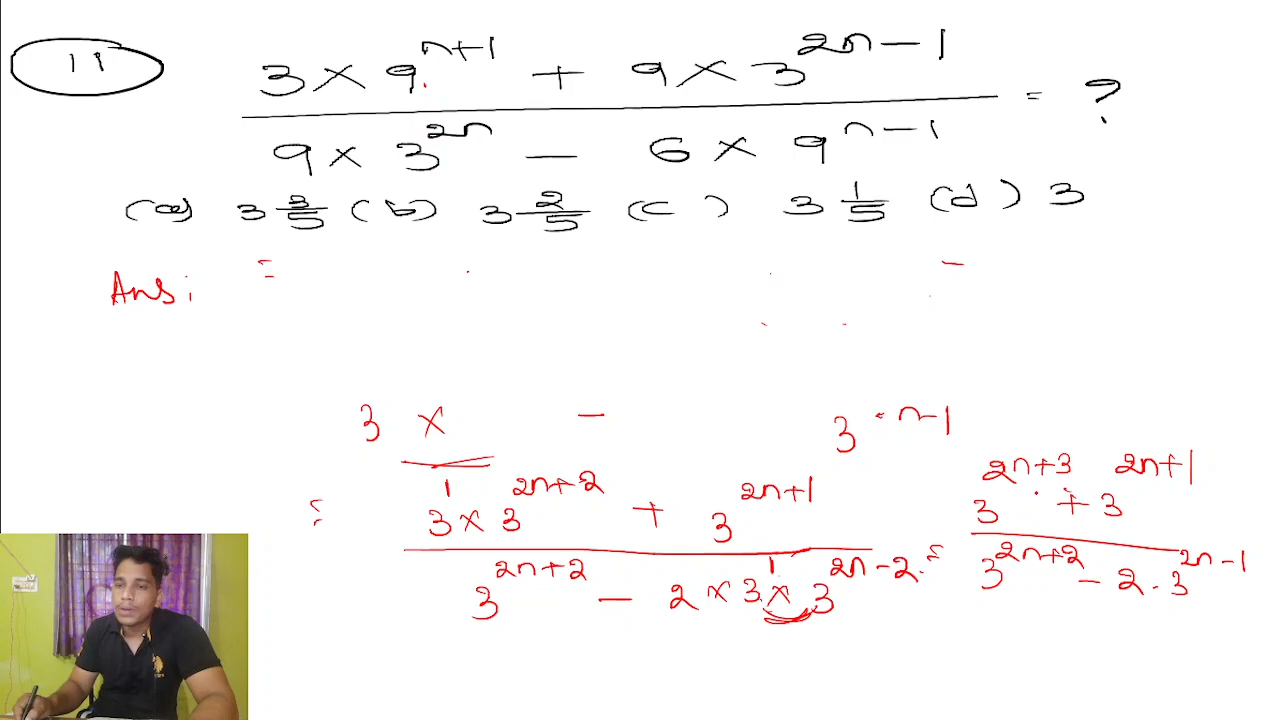 11
3 × 9^{n+1} + 9 × 3^{2n-1}
9 × 3^{2n} - 6 × 9^{n-1}
= ?
(a) 3 3/5 (b) 3 2/5 (c) 3 1/5 (d) 3
Ans: =
3 × - 3^{n-1}
= 3^1 × 3^{2n+2} + 3^{2n+1}
3^{2n+2} - 2 × 3^1 × 3^{2n-2}
= 3^{2n+3} + 3^{2n+1}
3^{2n+2} - 2 . 3^{2n-1}